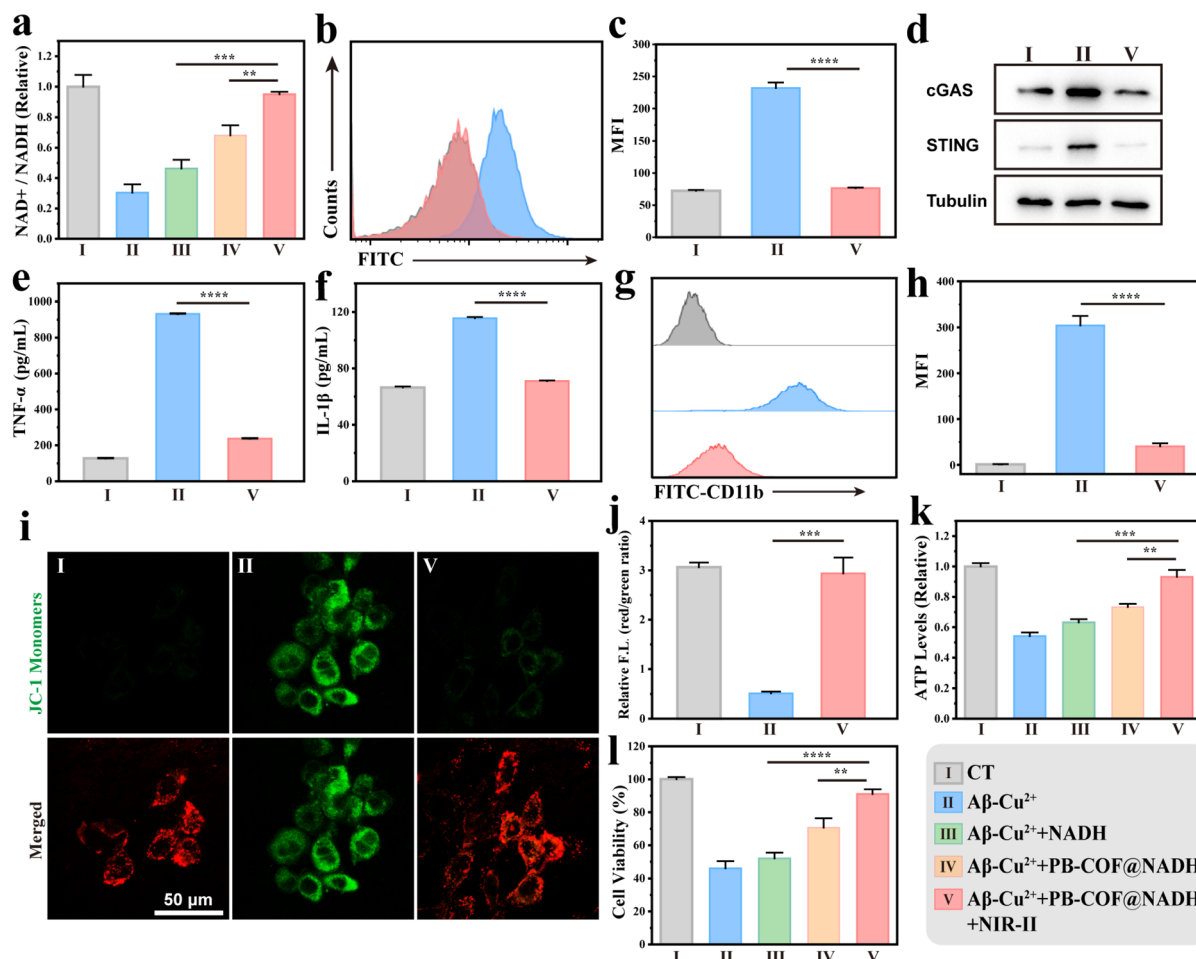 a
NAD+ / NADH (Relative)
1.2
1.0
0.8
0.6
0.4
0.2
0.0
***
**
I II III IV V
b
Counts
FITC
c
MFI
300
250
200
150
100
50
0
****
I II V
d
I II V
cGAS
STING
Tubulin
e
TNF-α (pg/mL)
1000
800
600
400
200
0
****
I II V
f
IL-1β (pg/mL)
120
80
40
0
****
I II V
g
FITC-CD11b
h
MFI
400
300
200
100
0
****
I II V
i
I II V
JC-1 Monomers
Merged
50 μm
j
Relative F.L. (red/green ratio)
4
3
2
1
0
***
I II V
k
ATP Levels (Relative)
1.2
1.0
0.8
0.6
0.4
0.2
0.0
***
**
I II III IV V
l
Cell Viability (%)
120
100
80
60
40
20
0
****
**
I II III IV V
I CT
II Aβ-Cu²⁺
III Aβ-Cu²⁺+NADH
IV Aβ-Cu²⁺+PB-COF@NADH
V Aβ-Cu²⁺+PB-COF@NADH
+NIR-II